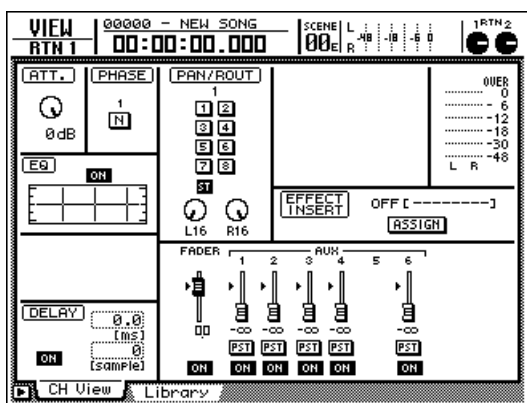 VIEW
RTN 1
00000 - NEW SONG
00:00:00.000
SCENE
00E
L
R
-48 -18 -6 0
1 RTN 2
ATT.
0dB
PHASE
1
N
PAN/ROUT
1
1 2
3 4
5 6
7 8
ST
L16 R16
OVER
0
- 6
-12
-18
-30
-48
L R
EQ
ON
EFFECT
INSERT
OFF [----------]
ASSIGN
FADER
AUX
1 2 3 4 5 6
-∞ -∞ -∞ -∞ -∞
PST PST PST PST PST
ON ON ON ON ON ON
DELAY
0.0
[ms]
0
[sample]
ON
CH View
Library